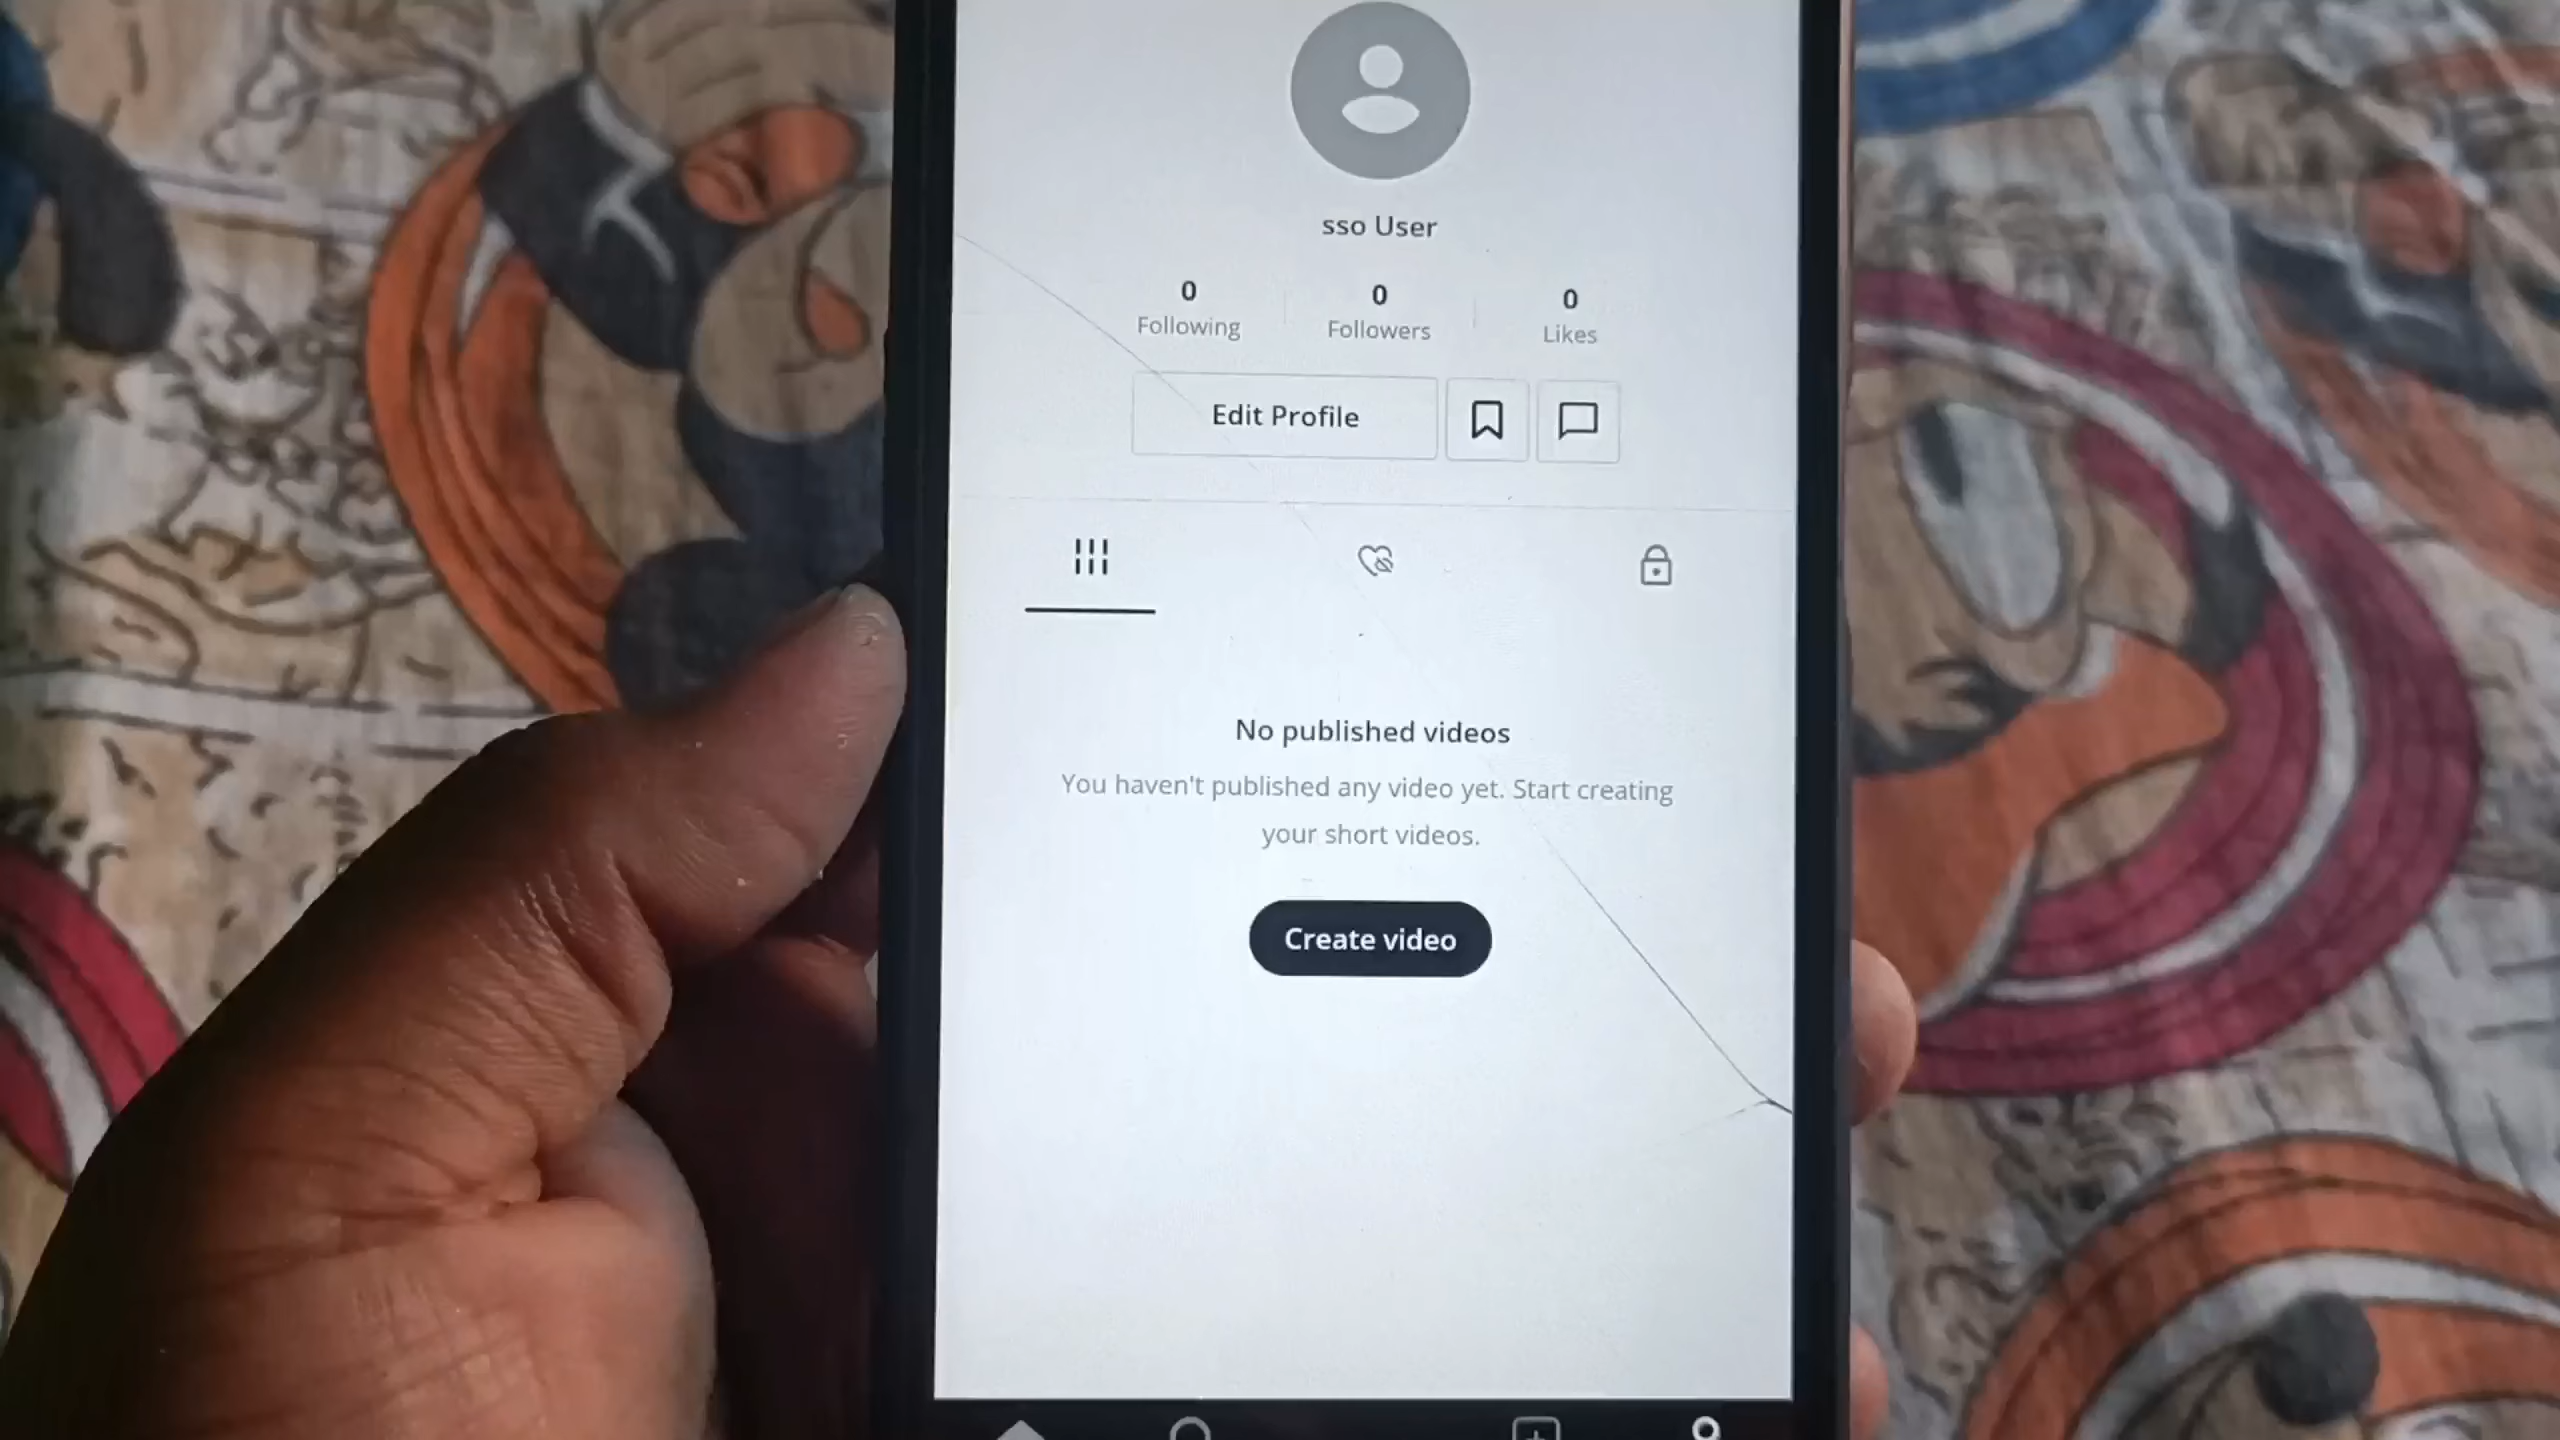 sso User
0 0 0
Following Followers Likes
Edit Profile
No published videos
You haven't published any video yet. Start creating
your short videos.
Create video